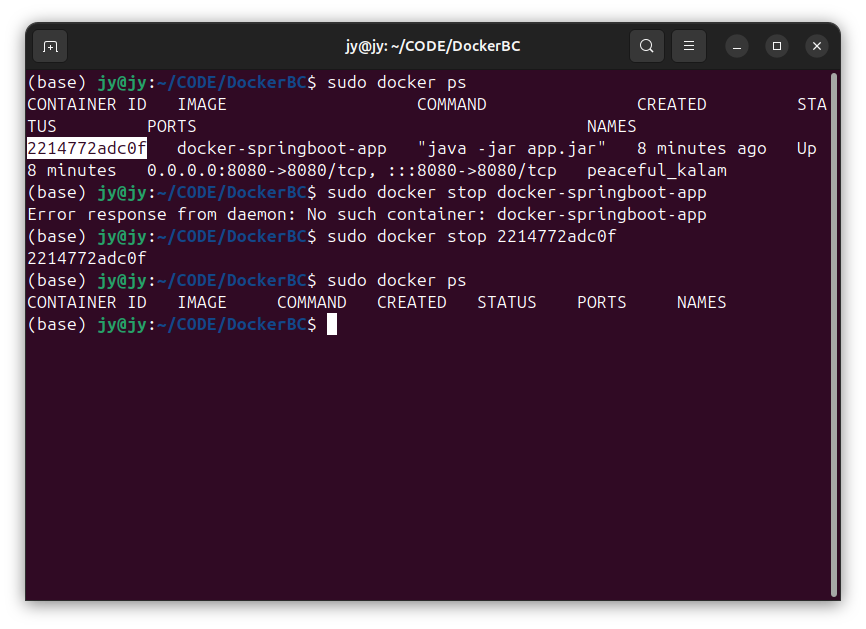 jy@jy: ~/CODE/DockerBC
(base) jy@jy:~/CODE/DockerBC$ sudo docker ps
CONTAINER ID   IMAGE                   COMMAND               CREATED         STA
TUS         PORTS                                       NAMES
2214772adc0f   docker-springboot-app   "java -jar app.jar"   8 minutes ago   Up
8 minutes   0.0.0.0:8080->8080/tcp, :::8080->8080/tcp   peaceful_kalam
(base) jy@jy:~/CODE/DockerBC$ sudo docker stop docker-springboot-app
Error response from daemon: No such container: docker-springboot-app
(base) jy@jy:~/CODE/DockerBC$ sudo docker stop 2214772adc0f
2214772adc0f
(base) jy@jy:~/CODE/DockerBC$ sudo docker ps
CONTAINER ID   IMAGE     COMMAND   CREATED   STATUS    PORTS     NAMES
(base) jy@jy:~/CODE/DockerBC$